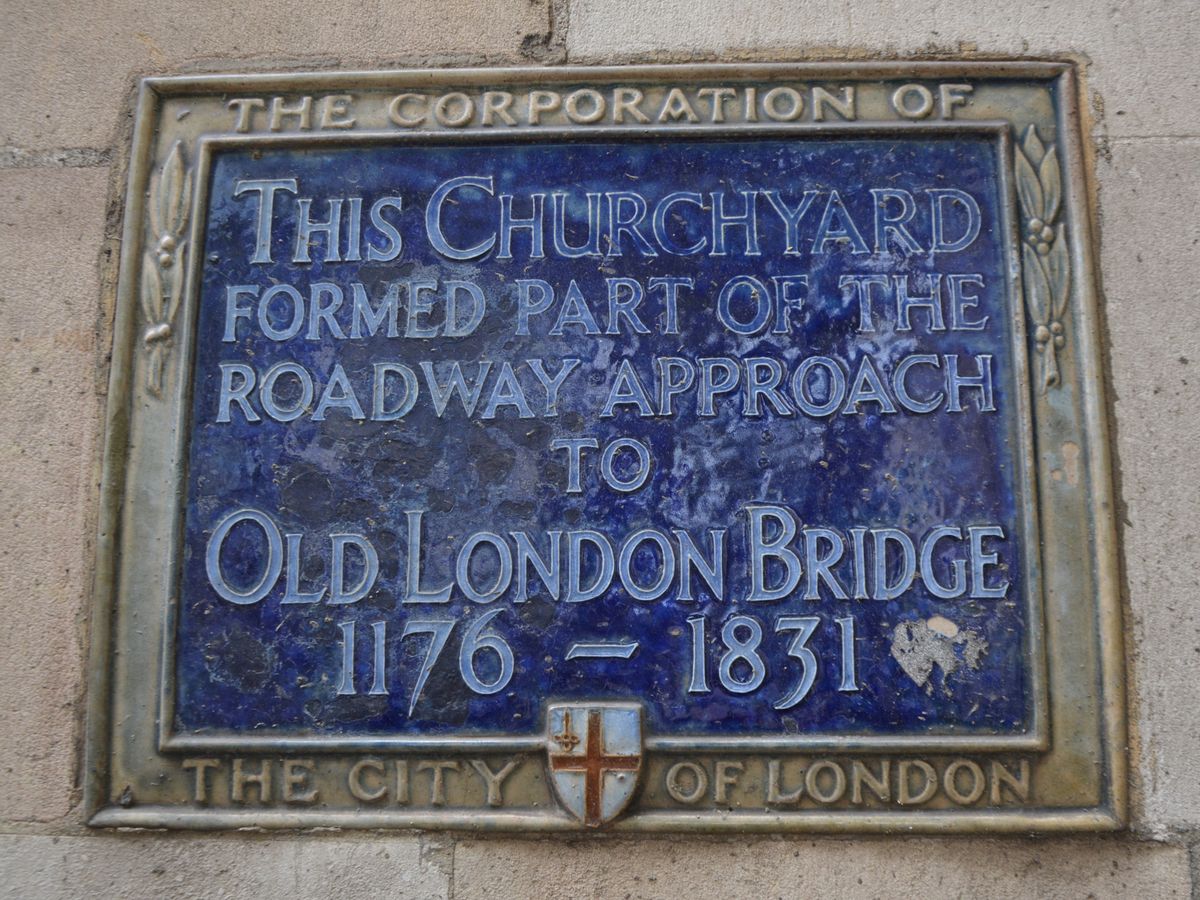 THE CORPORATION OF
THIS CHURCHYARD
FORMED PART OF THE
ROADWAY APPROACH
TO
OLD LONDON BRIDGE
1176 – 1831
THE CITY OF LONDON